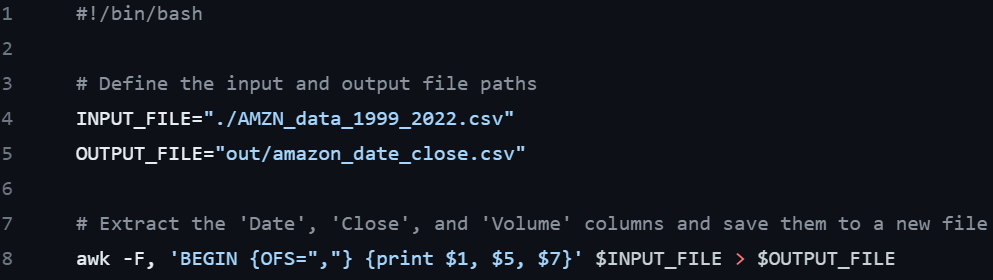 1 #!/bin/bash
2
3 # Define the input and output file paths
4 INPUT_FILE="./AMZN_data_1999_2022.csv"
5 OUTPUT_FILE="out/amazon_date_close.csv"
6
7 # Extract the 'Date', 'Close', and 'Volume' columns and save them to a new file
8 awk -F, 'BEGIN {OFS=","} {print $1, $5, $7}' $INPUT_FILE > $OUTPUT_FILE